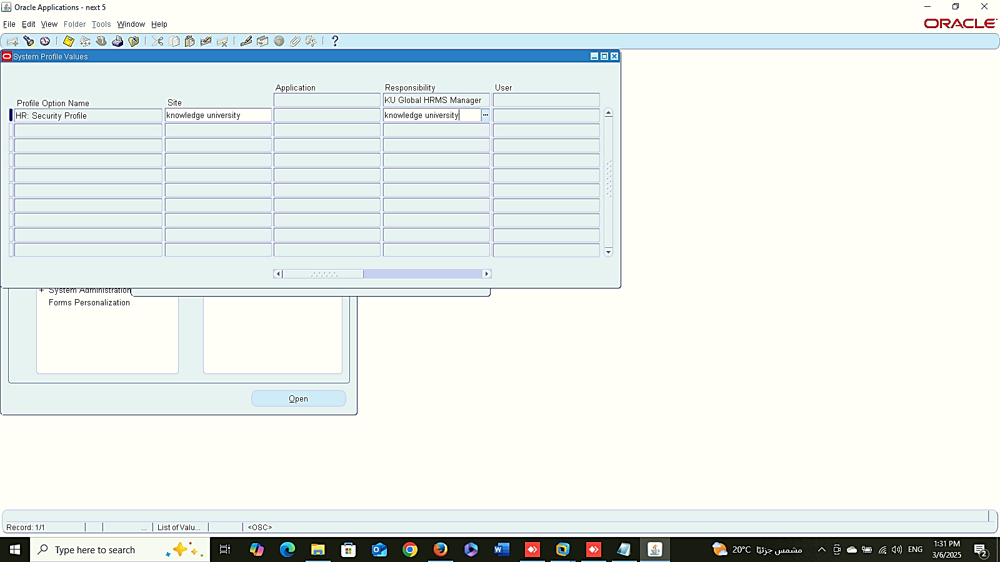 Oracle Applications - next 5
File Edit View Folder Tools Window Help
ORACLE
System Profile Values
Application Responsibility User
Profile Option Name Site
KU Global HRMS Manager
HR: Security Profile knowledge university knowledge university
+ System Administration
Forms Personalization
Open
Record: 1/1 ... List of Valu... <OSC>
Type here to search
20°C مشمس جزئيًا
ENG
1:31 PM
3/6/2025
2